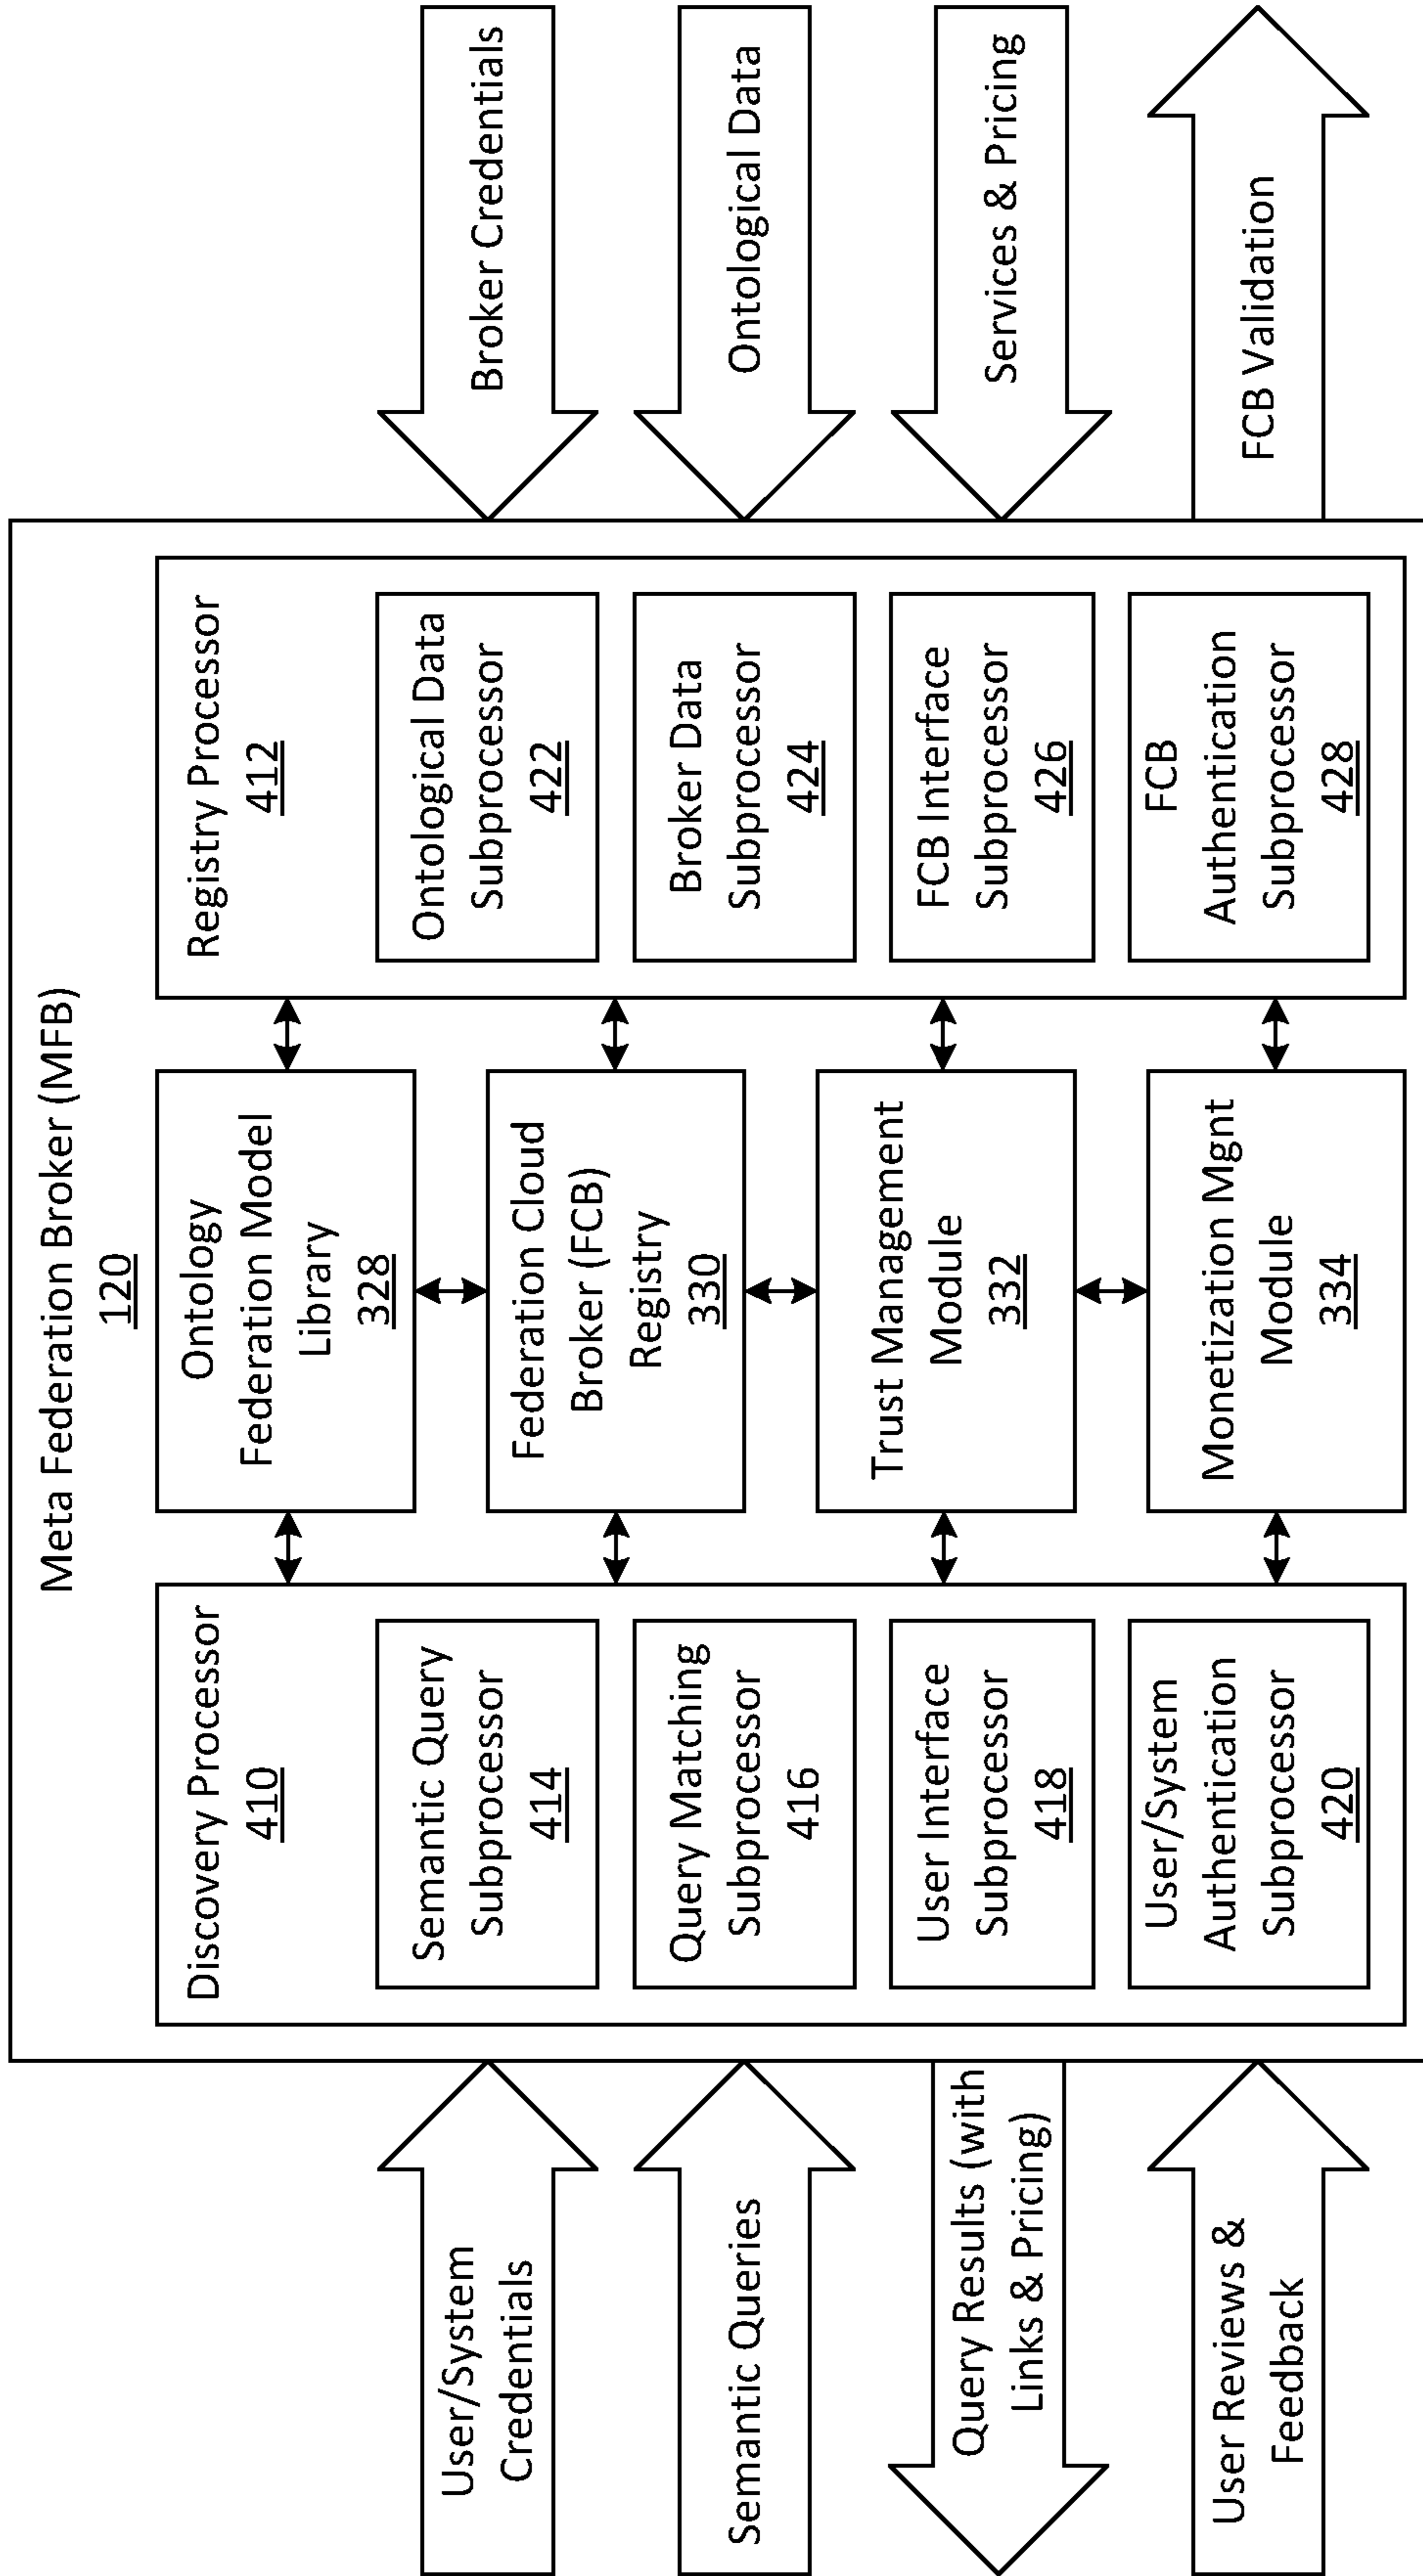 Meta Federation Broker (MFB)
120
User/System
Credentials
Semantic Queries
Query Results (with
Links & Pricing)
User Reviews &
Feedback
Discovery Processor
410
Semantic Query
Subprocessor
414
Query Matching
Subprocessor
416
User Interface
Subprocessor
418
User/System
Authentication
Subprocessor
420
Ontology
Federation Model
Library
328
Federation Cloud
Broker (FCB)
Registry
330
Trust Management
Module
332
Monetization Mgnt
Module
334
Registry Processor
412
Ontological Data
Subprocessor
422
Broker Data
Subprocessor
424
FCB Interface
Subprocessor
426
FCB
Authentication
Subprocessor
428
Broker Credentials
Ontological Data
Services & Pricing
FCB Validation